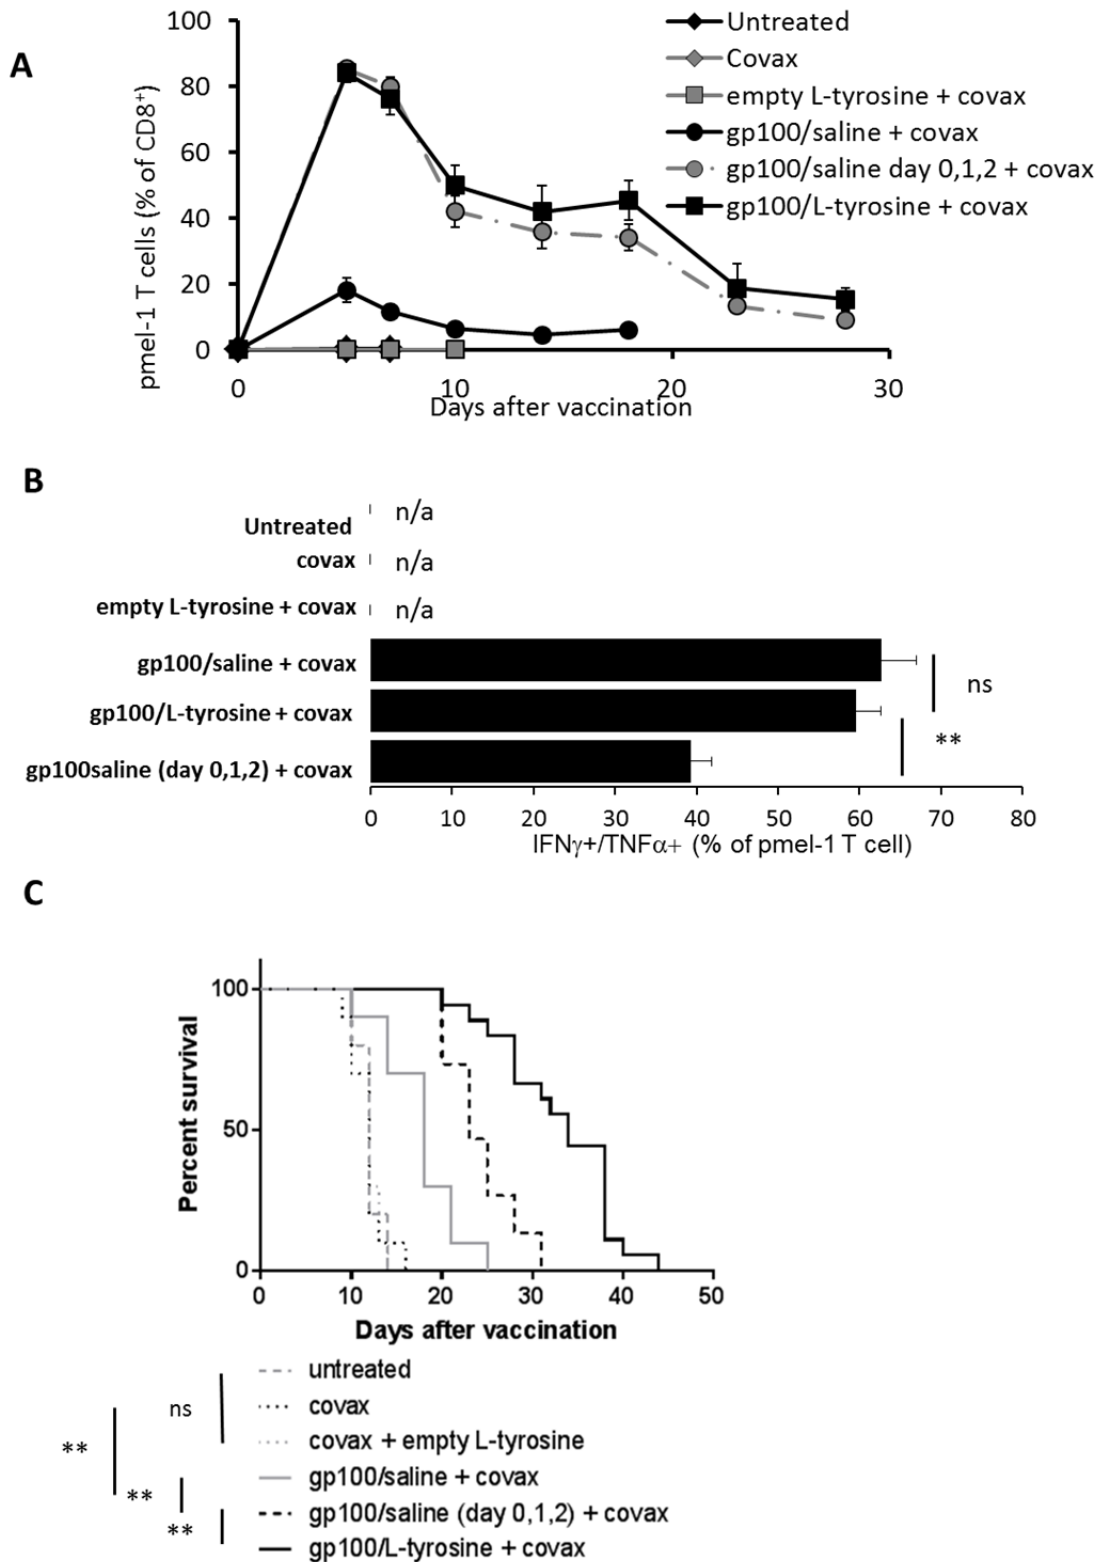 A
100
80
60
40
20
0
pmel-1 T cells (% of CD8+)
0
10
20
30
Days after vaccination
Untreated
Covax
empty L-tyrosine + covax
gp100/saline + covax
gp100/saline day 0,1,2 + covax
gp100/L-tyrosine + covax
B
Untreated n/a
covax n/a
empty L-tyrosine + covax n/a
gp100/saline + covax
gp100/L-tyrosine + covax
gp100saline (day 0,1,2) + covax
ns
**
0 10 20 30 40 50 60 70 80
IFNγ+/TNFα+ (% of pmel-1 T cell)
C
100
50
0
Percent survival
0 10 20 30 40 50
Days after vaccination
untreated
covax
covax + empty L-tyrosine
gp100/saline + covax
gp100/saline (day 0,1,2) + covax
gp100/L-tyrosine + covax
ns
**
**
**